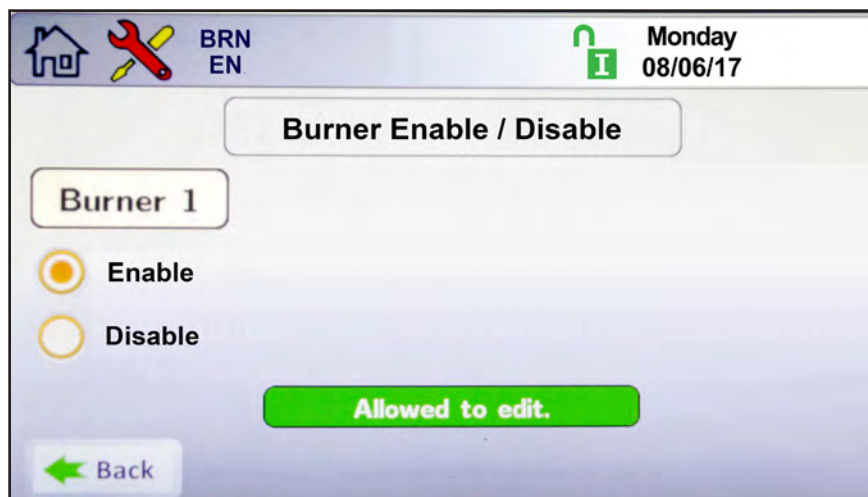 BRN
EN
I
Monday
08/06/17
Burner Enable / Disable
Burner 1
Enable
Disable
Allowed to edit.
Back